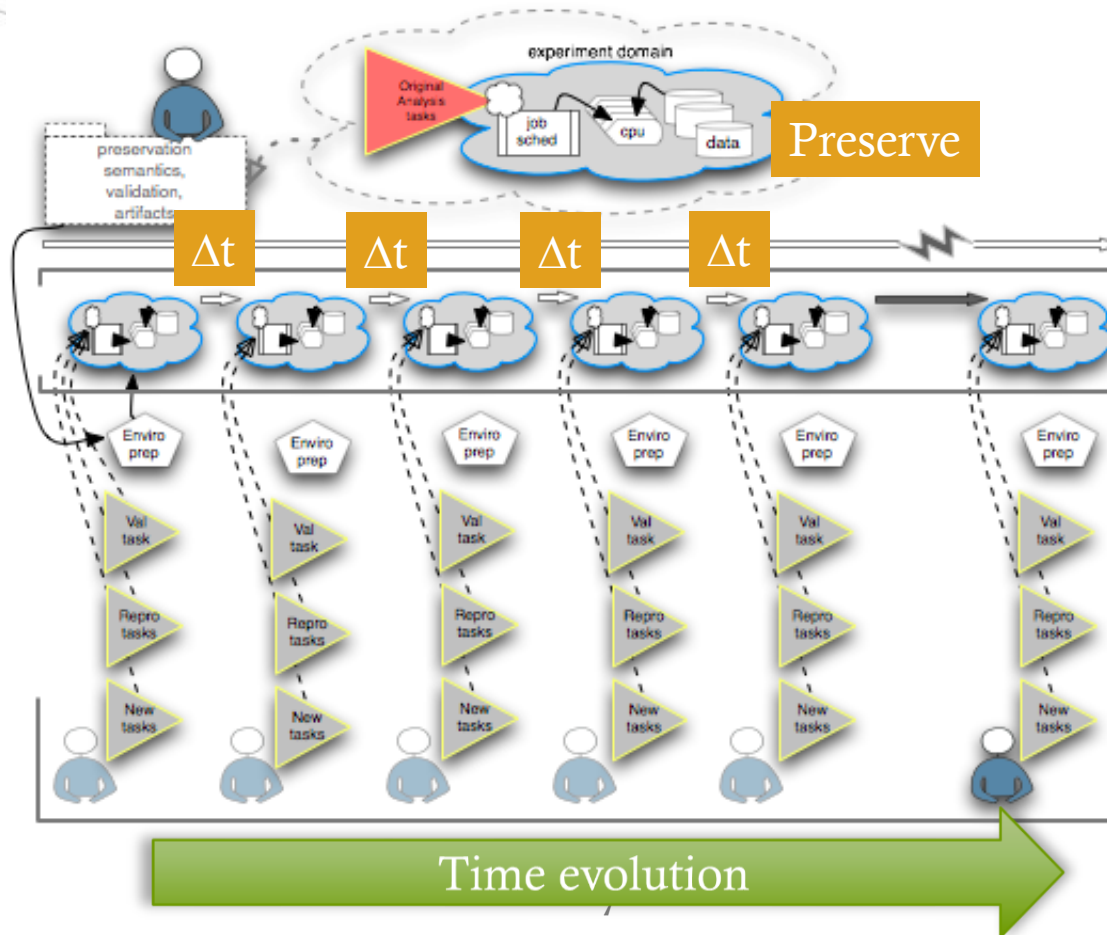 experiment domain
Original
Analysis
tasks
job
sched
cpu
data
Preserve
preservation
semantics,
validation,
artifacts
Δt
Δt
Δt
Δt
Enviro
prep
Enviro
prep
Enviro
prep
Enviro
prep
Enviro
prep
Enviro
prep
Val
task
Val
task
Val
task
Val
task
Val
task
Val
task
Repro
tasks
Repro
tasks
Repro
tasks
Repro
tasks
Repro
tasks
Repro
tasks
New
tasks
New
tasks
New
tasks
New
tasks
New
tasks
New
tasks
Time evolution